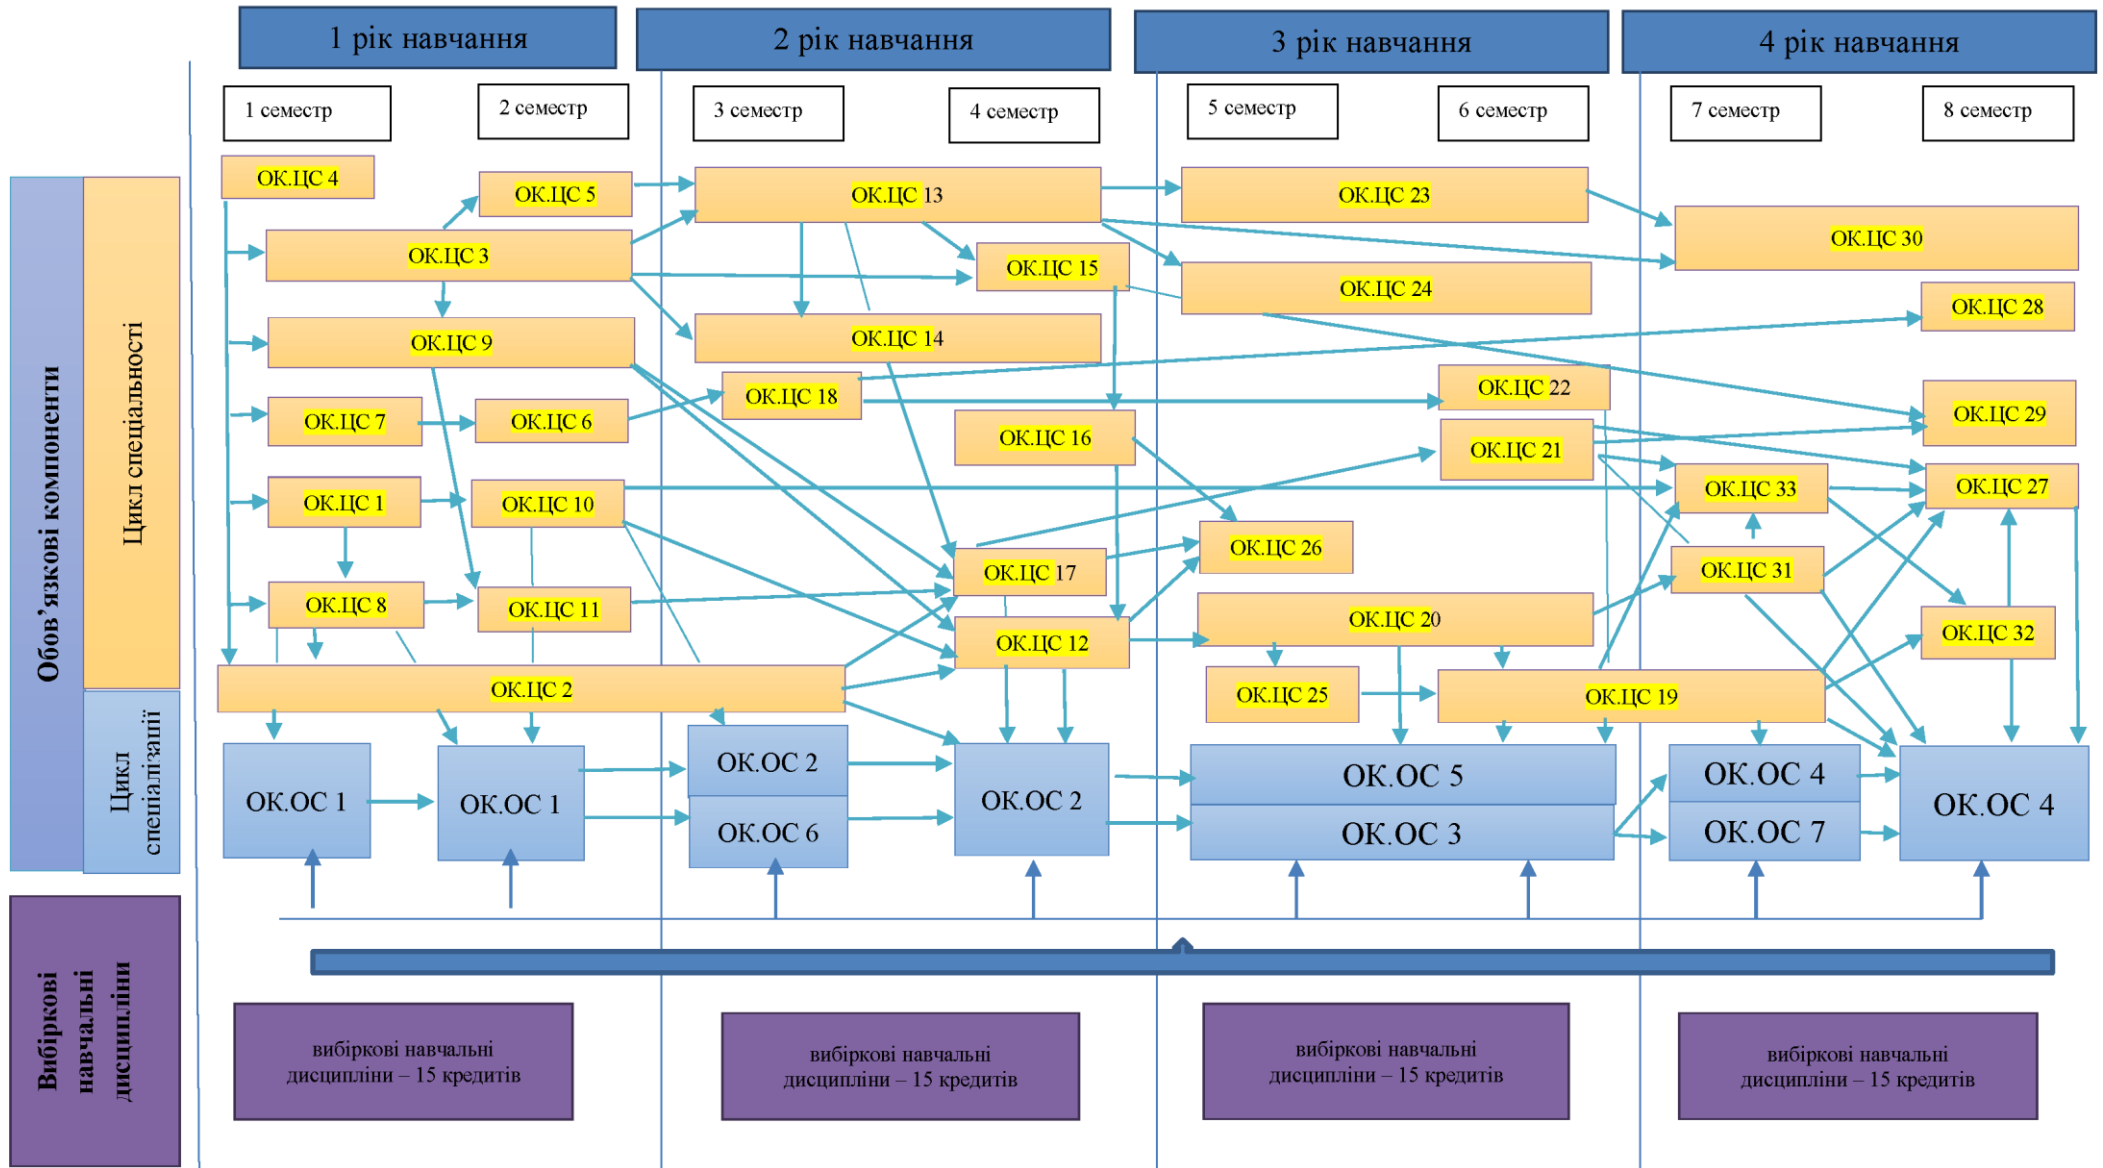 1 рік навчання
2 рік навчання
3 рік навчання
4 рік навчання
1 семестр
2 семестр
3 семестр
4 семестр
5 семестр
6 семестр
7 семестр
8 семестр
Обов’язкові компоненти
Цикл спеціальності
ОК.ЦС 4
ОК.ЦС 5
ОК.ЦС 13
ОК.ЦС 23
ОК.ЦС 30
ОК.ЦС 3
ОК.ЦС 15
ОК.ЦС 24
ОК.ЦС 28
ОК.ЦС 9
ОК.ЦС 14
ОК.ЦС 18
ОК.ЦС 22
ОК.ЦС 29
ОК.ЦС 7
ОК.ЦС 6
ОК.ЦС 16
ОК.ЦС 21
ОК.ЦС 1
ОК.ЦС 10
ОК.ЦС 33
ОК.ЦС 27
ОК.ЦС 26
ОК.ЦС 17
ОК.ЦС 31
ОК.ЦС 8
ОК.ЦС 11
ОК.ЦС 20
ОК.ЦС 32
ОК.ЦС 12
ОК.ЦС 2
ОК.ЦС 25
ОК.ЦС 19
Цикл
спеціалізації
ОК.ОС 1
ОК.ОС 1
ОК.ОС 2
ОК.ОС 6
ОК.ОС 2
ОК.ОС 5
ОК.ОС 3
ОК.ОС 4
ОК.ОС 7
ОК.ОС 4
Вибіркові
навчальні
дисципліни
вибіркові навчальні
дисципліни – 15 кредитів
вибіркові навчальні
дисципліни – 15 кредитів
вибіркові навчальні
дисципліни – 15 кредитів
вибіркові навчальні
дисципліни – 15 кредитів